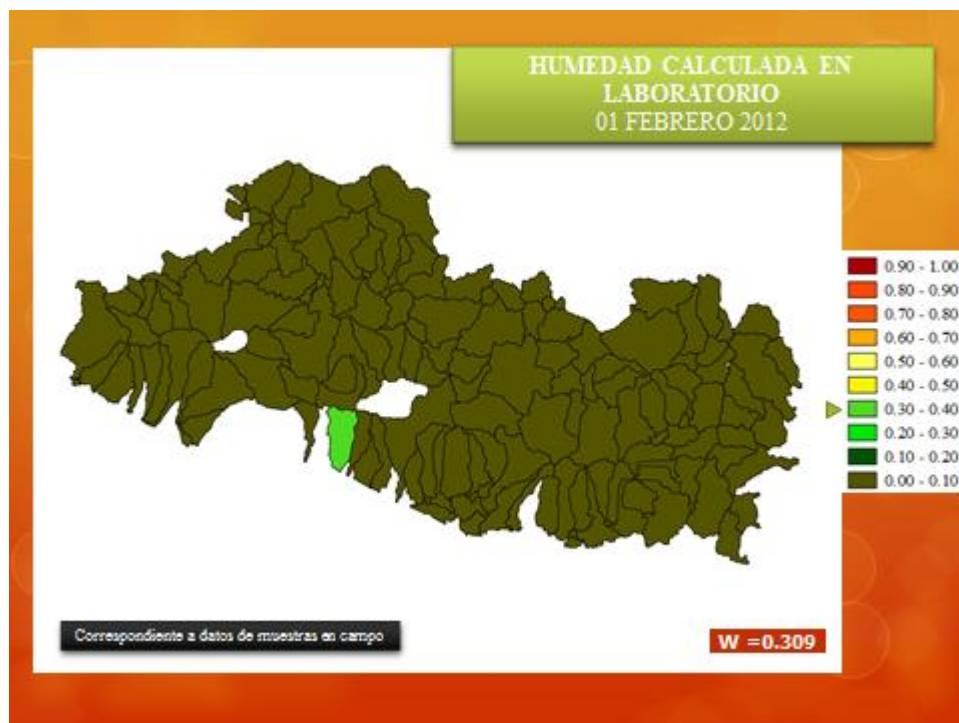 HUMEDAD CALCULADA EN
LABORATORIO
01 FEBRERO 2012
0.90 - 1.00
0.80 - 0.90
0.70 - 0.80
0.60 - 0.70
0.50 - 0.60
0.40 - 0.50
0.30 - 0.40
0.20 - 0.30
0.10 - 0.20
0.00 - 0.10
Correspondiente a datos de muestras en campo
W =0.309